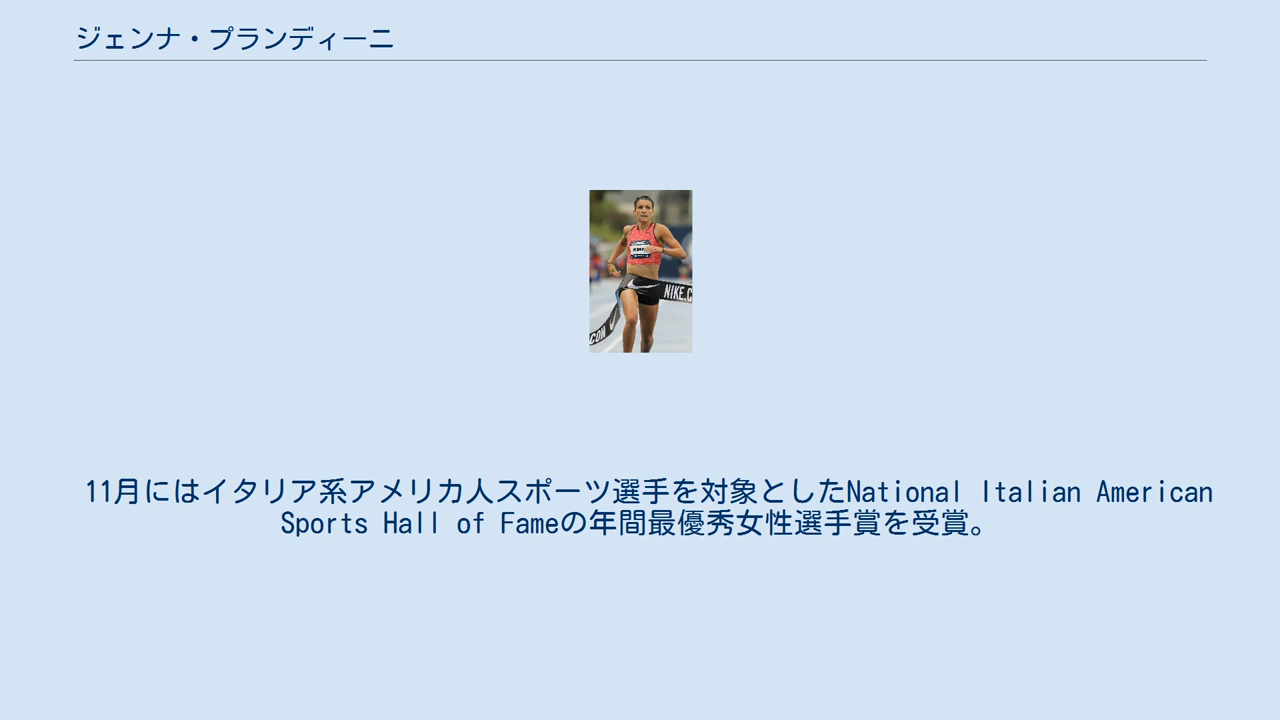 ジェンナ・プランディーニ
NIKE.C
.COM
11月にはイタリア系アメリカ人スポーツ選手を対象としたNational Italian American
Sports Hall of Fameの年間最優秀女性選手賞を受賞。